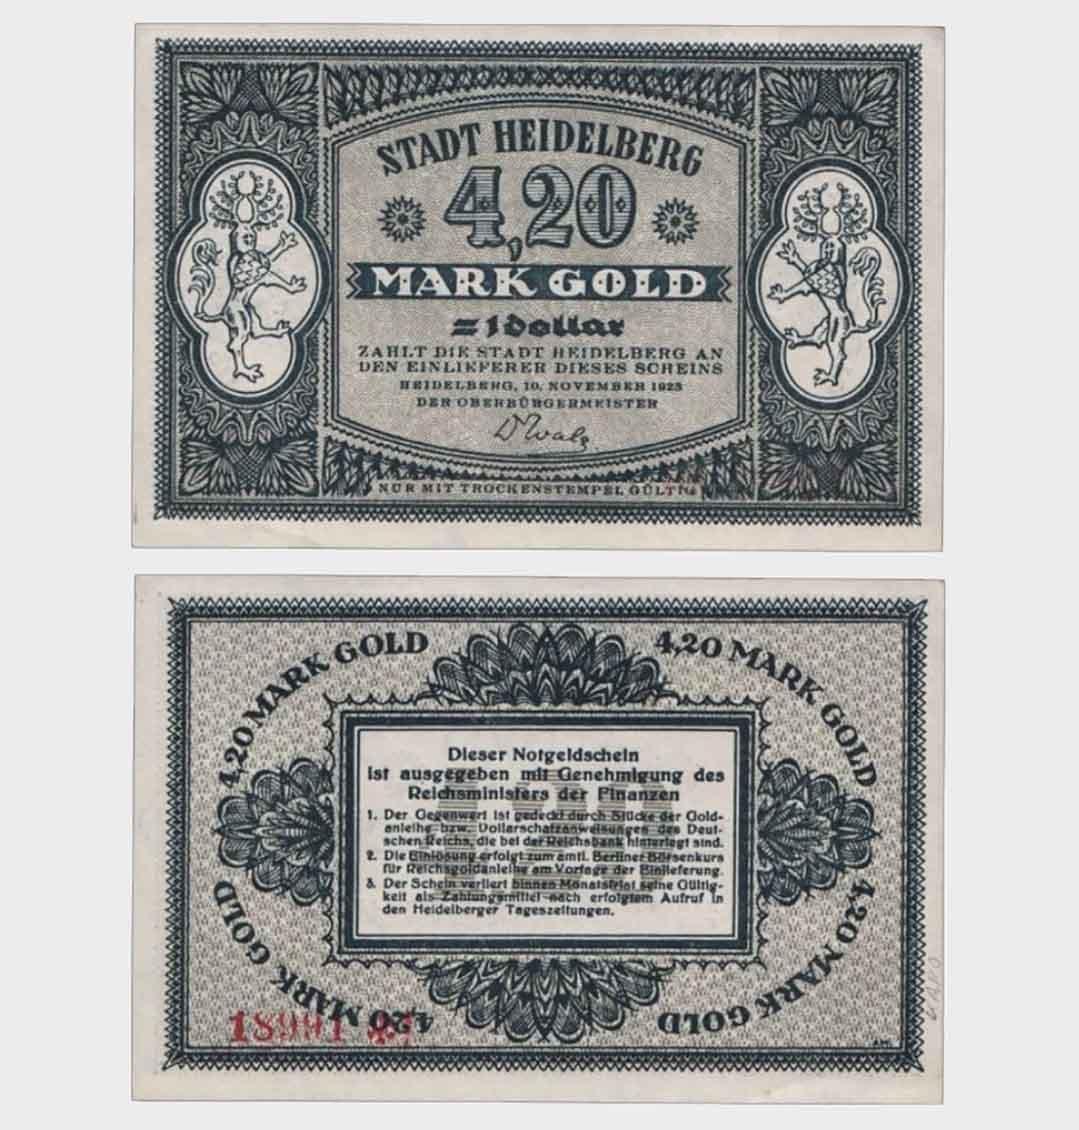 STADT HEIDELBERG
4,20
MARK GOLD
= 1 dollar
ZAHLT DIE STADT HEIDELBERG AN
DEN EINLIEFERER DIESES SCHEINS
HEIDELBERG, 10. NOVEMBER 1923
DER OBERBÜRGERMEISTER
NUR MIT TROCKENSTEMPEL GÜLTIG
4,20 MARK GOLD
4,20 MARK GOLD
Dieser Notgeldschein
ist ausgegeben mit Genehmigung des
Reichsministers der Finanzen
1. Der Gegenwert ist gedeckt durch Stücke der Gold-
anleihe bzw. Dollarschatzanweisungen des Deut-
schen Reichs, die bei der Reichsbank hinterlegt sind.
2. Die Einlösung erfolgt zum amtl. Berliner Börsenkurs
für Reichsgoldanleihe am Vortage der Einlieferung.
3. Der Schein verliert binnen Monatsfrist seine Gültig-
keit als Zahlungsmittel nach erfolgtem Aufruf in
den Heidelberger Tageszeitungen.
4,20 MARK GOLD
4,20 MARK GOLD
18991